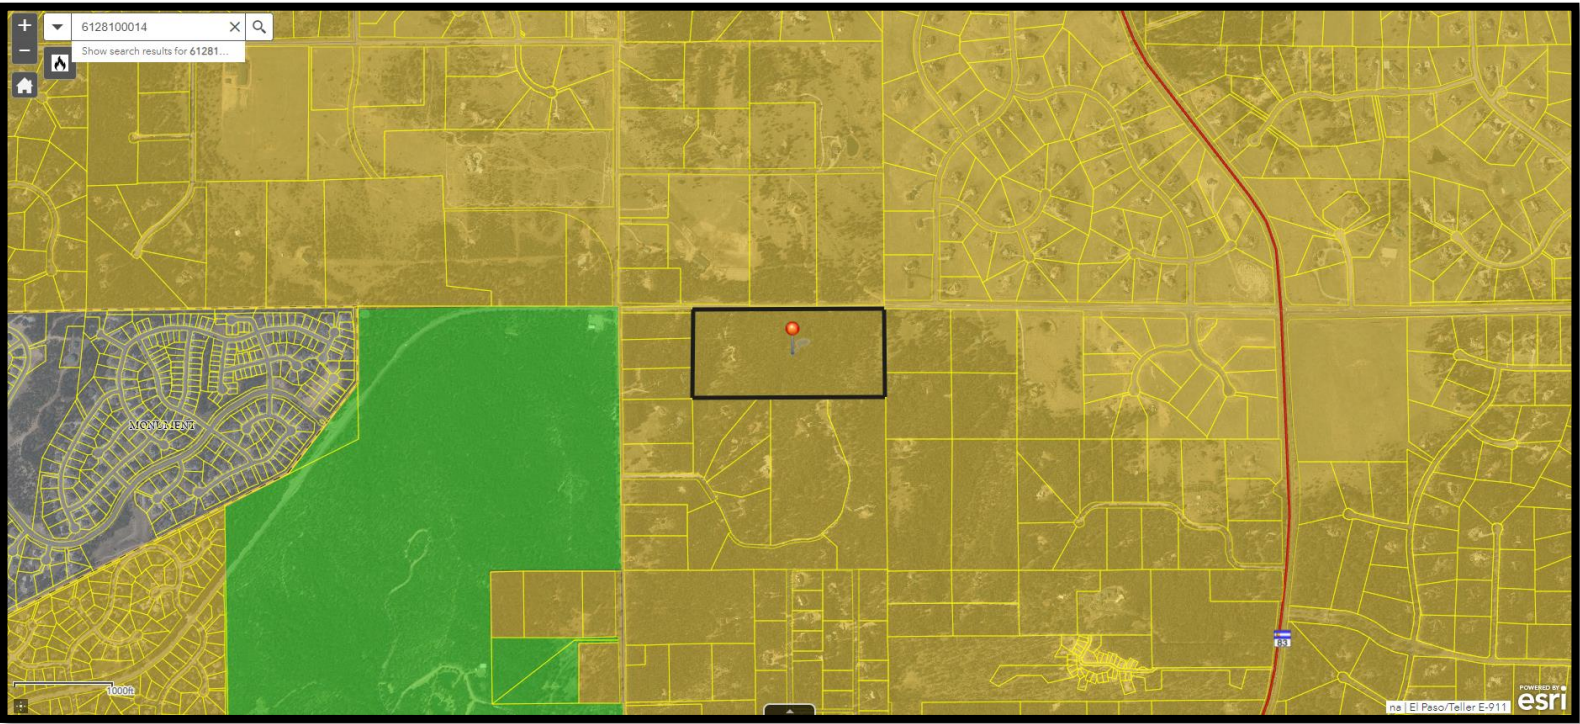 +
6128100014
Show search results for 61281...
−
MONUMENT
83
1000ft
na | El Paso/Teller E-911
POWERED BY
esri